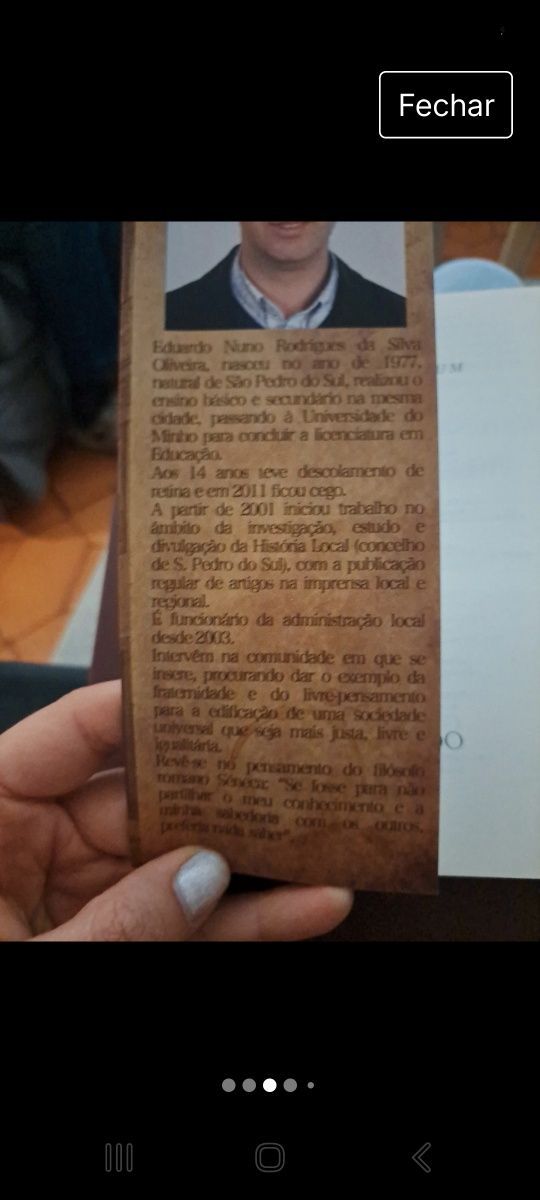 Fechar
Eduardo Nuno Rodrigues da Silva
Oliveira, nasceu no ano de 1977,
natural de São Pedro do Sul, realizou o
ensino básico e secundário na mesma
cidade, passando à Universidade do
Minho para concluir a licenciatura em
Educação.
Aos 14 anos teve descolamento de
retina e em 2011 ficou cego.
A partir de 2001 iniciou trabalho no
âmbito da investigação, estudo e
divulgação da História Local (concelho
de S. Pedro do Sul), com a publicação
regular de artigos na imprensa local e
regional.
É funcionário da administração local
desde 2003.
Intervêm na comunidade em que se
insere, procurando dar o exemplo da
fraternidade e do livre-pensamento
para a edificação de uma sociedade
universal que seja mais justa, livre e
igualitária.
Revê-se no pensamento do filósofo
romano Séneca: "Se fosse para não
partilhar o meu conhecimento e a
minha sabedoria com os outros,
preferia nada saber".
UM
DO